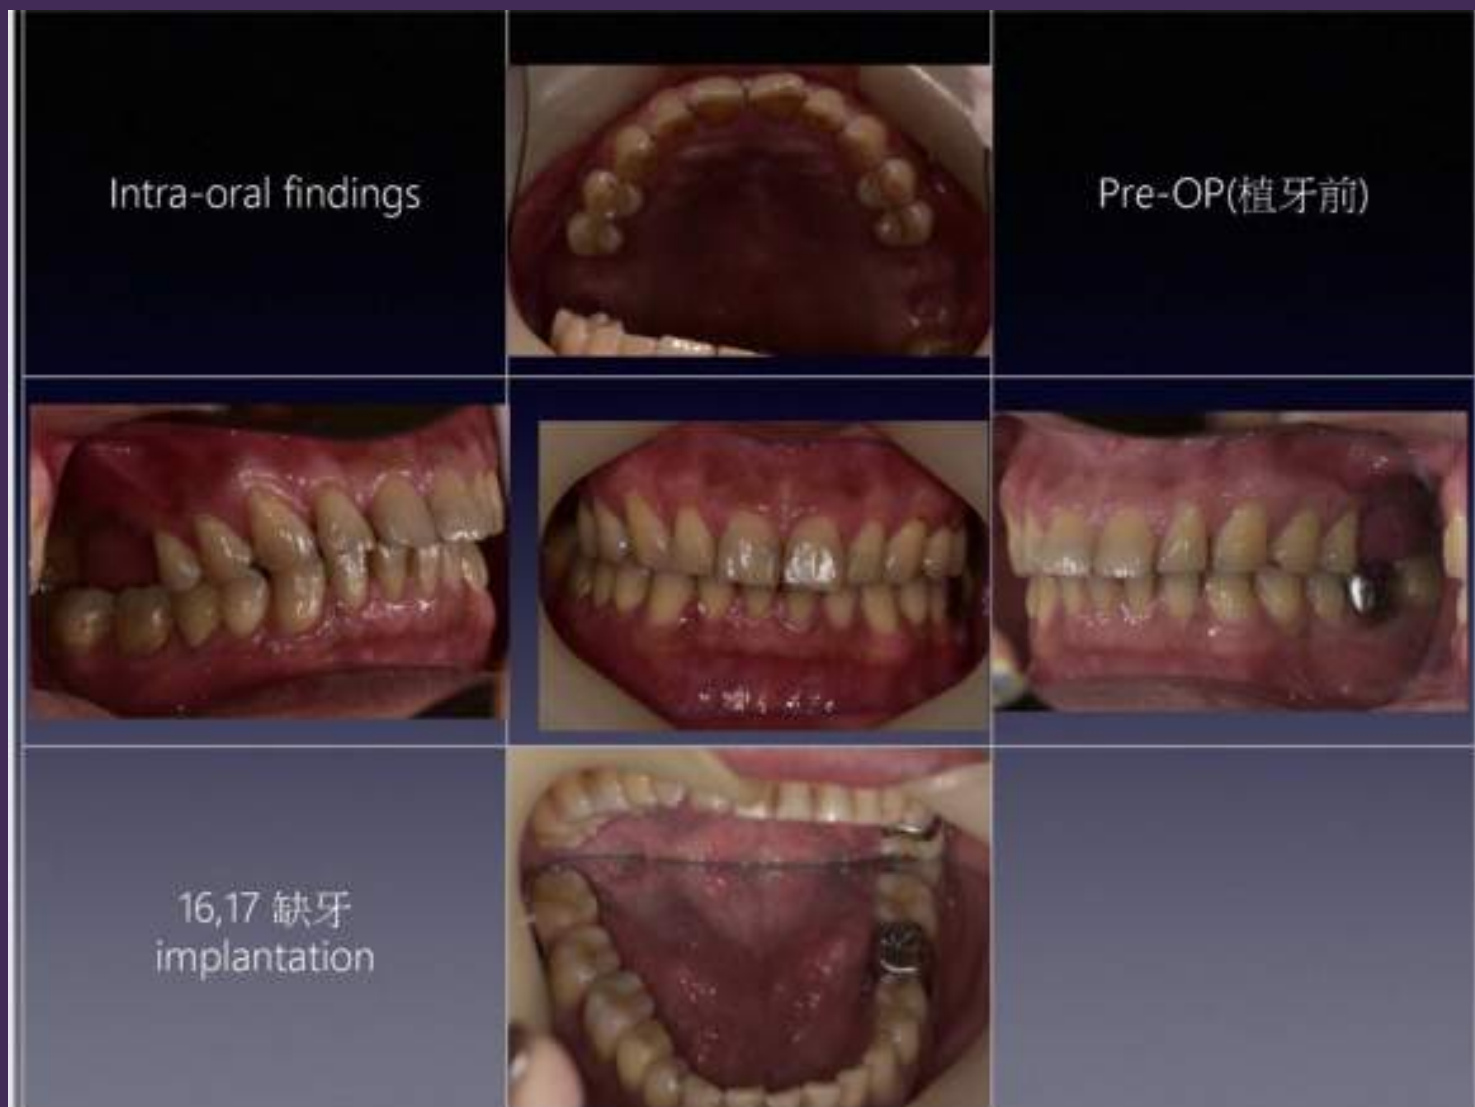 Intra-oral findings
Pre-OP(植牙前)
16,17 缺牙
implantation